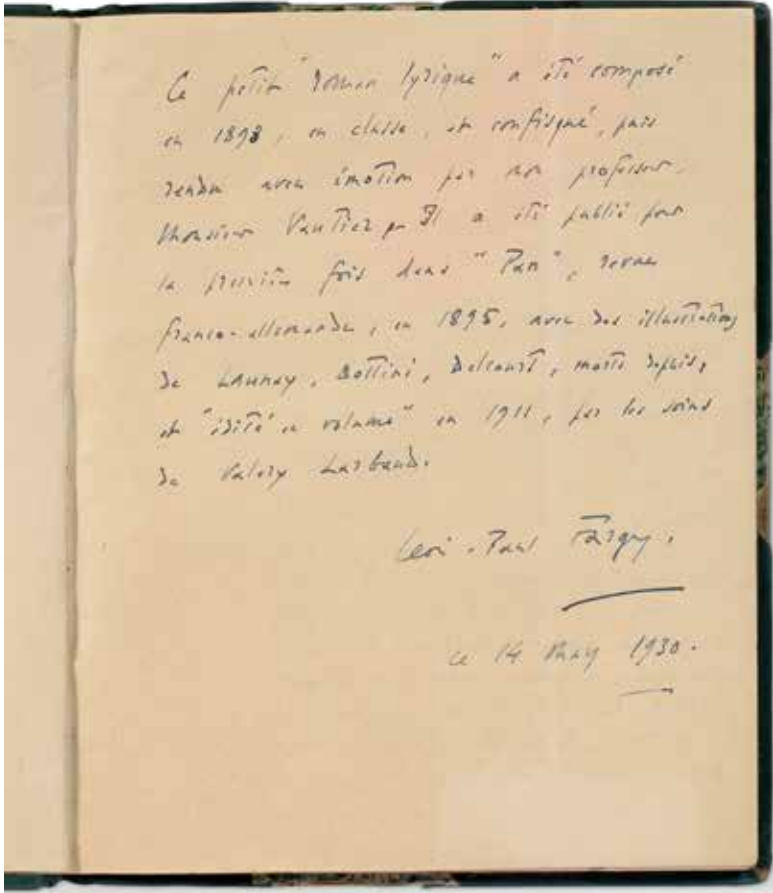 Ce petit "roman lyrique" a été composé
en 1893, en classe, et confisqué, puis
rendu avec émotion par mon professeur,
Monsieur Vautier. Il a été publié pour
la première fois dans "Pan", revue
franco-allemande, en 1895, avec des illustrations
de Launay, Bottini, Delcourt, morts depuis,
et "édité en volume" en 1911, par les soins
de Valery Larbaud.
Léon-Paul Fargue.
ce 14 May 1930.